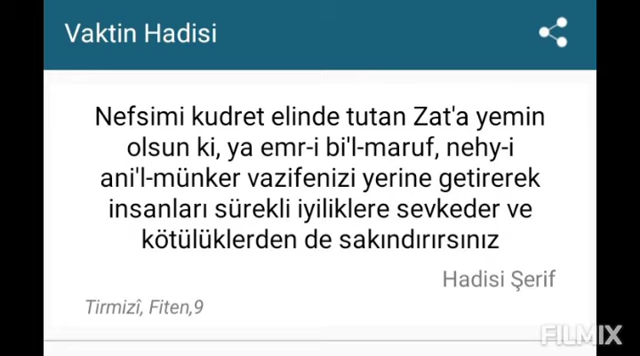 Vaktin Hadisi
Nefsimi kudret elinde tutan Zat'a yemin
olsun ki, ya emr-i bi'l-maruf, nehy-i
ani'l-münker vazifenizi yerine getirerek
insanları sürekli iyiliklere sevkeder ve
kötülüklerden de sakındırırsınız
Hadisi Şerif
Tirmizî, Fiten,9
FILMIX